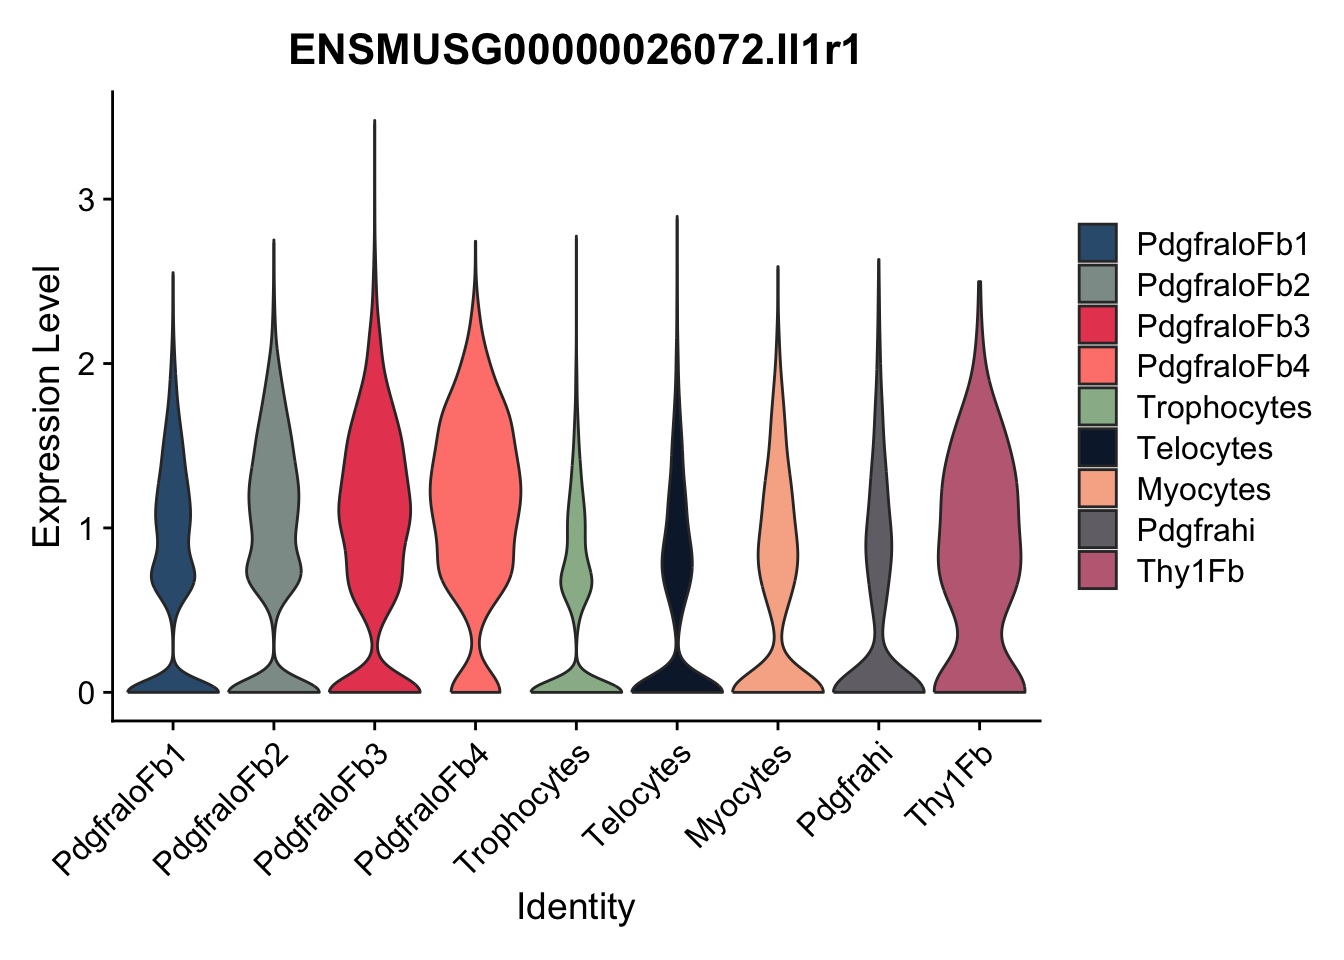 ENSMUSG00000026072.Il1r1
Expression Level
3
2
1
0
PdgfraloFb1
PdgfraloFb2
PdgfraloFb3
PdgfraloFb4
Trophocytes
Telocytes
Myocytes
Pdgfrahi
Thy1Fb
Identity
PdgfraloFb1
PdgfraloFb2
PdgfraloFb3
PdgfraloFb4
Trophocytes
Telocytes
Myocytes
Pdgfrahi
Thy1Fb